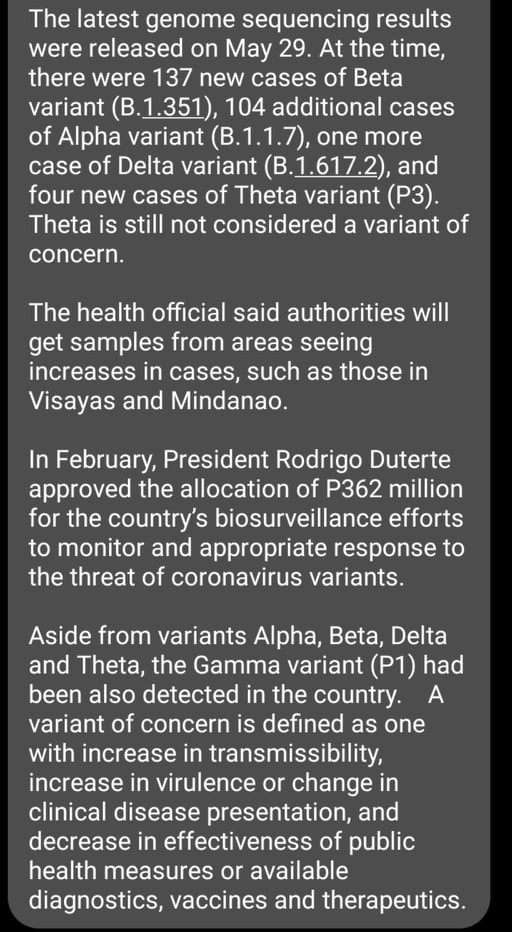 The latest genome sequencing results
were released on May 29. At the time,
there were 137 new cases of Beta
variant (B.1.351), 104 additional cases
of Alpha variant (B.1.1.7), one more
case of Delta variant (B.1.617.2), and
four new cases of Theta variant (P3).
Theta is still not considered a variant of
concern.
The health official said authorities will
get samples from areas seeing
increases in cases, such as those in
Visayas and Mindanao.
In February, President Rodrigo Duterte
approved the allocation of P362 million
for the country's biosurveillance efforts
to monitor and appropriate response to
the threat of coronavirus variants.
Aside from variants Alpha, Beta, Delta
and Theta, the Gamma variant (P1) had
been also detected in the country. A
variant of concern is defined as one
with increase in transmissibility,
increase in virulence or change in
clinical disease presentation, and
decrease in effectiveness of public
health measures or available
diagnostics, vaccines and therapeutics.